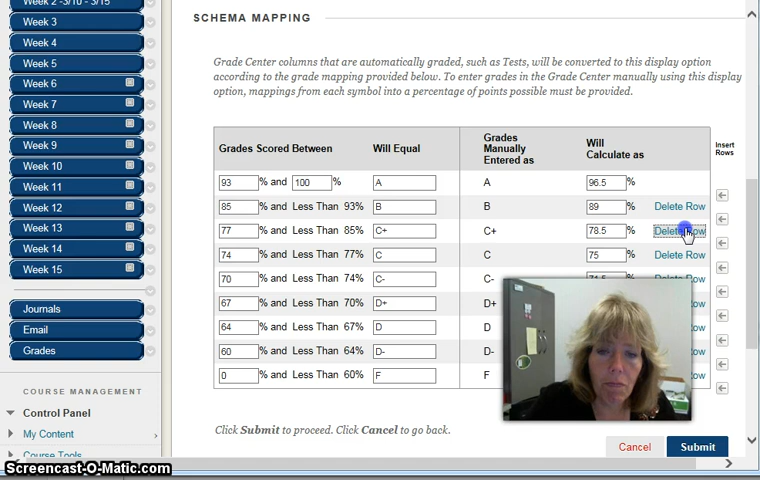 Week 2 -3/10 - 3/15
Week 3
Week 4
Week 5
Week 6
Week 7
Week 8
Week 9
Week 10
Week 11
Week 12
Week 13
Week 14
Week 15
Journals
Email
Grades
COURSE MANAGEMENT
Control Panel
My Content
Course Tools
SCHEMA MAPPING
Grade Center columns that are automatically graded, such as Tests, will be converted to this display option
according to the grade mapping provided below. To enter grades in the Grade Center manually using this display
option, mappings from each symbol into a percentage of points possible must be provided.
Grades Scored Between Will Equal Grades Manually Entered as Will Calculate as Insert Rows
93 % and 100 % A A 96.5 %
85 % and Less Than 93% B B 89 % Delete Row
77 % and Less Than 85% C+ C+ 78.5 % Delete Row
74 % and Less Than 77% C C 75 % Delete Row
70 % and Less Than 74% C- C- 71.5 % Delete Row
67 % and Less Than 70% D+ D+ Row
64 % and Less Than 67% D D Row
60 % and Less Than 64% D- D- Row
0 % and Less Than 60% F F Row
Click Submit to proceed. Click Cancel to go back.
Cancel Submit
Screencast-O-Matic.com